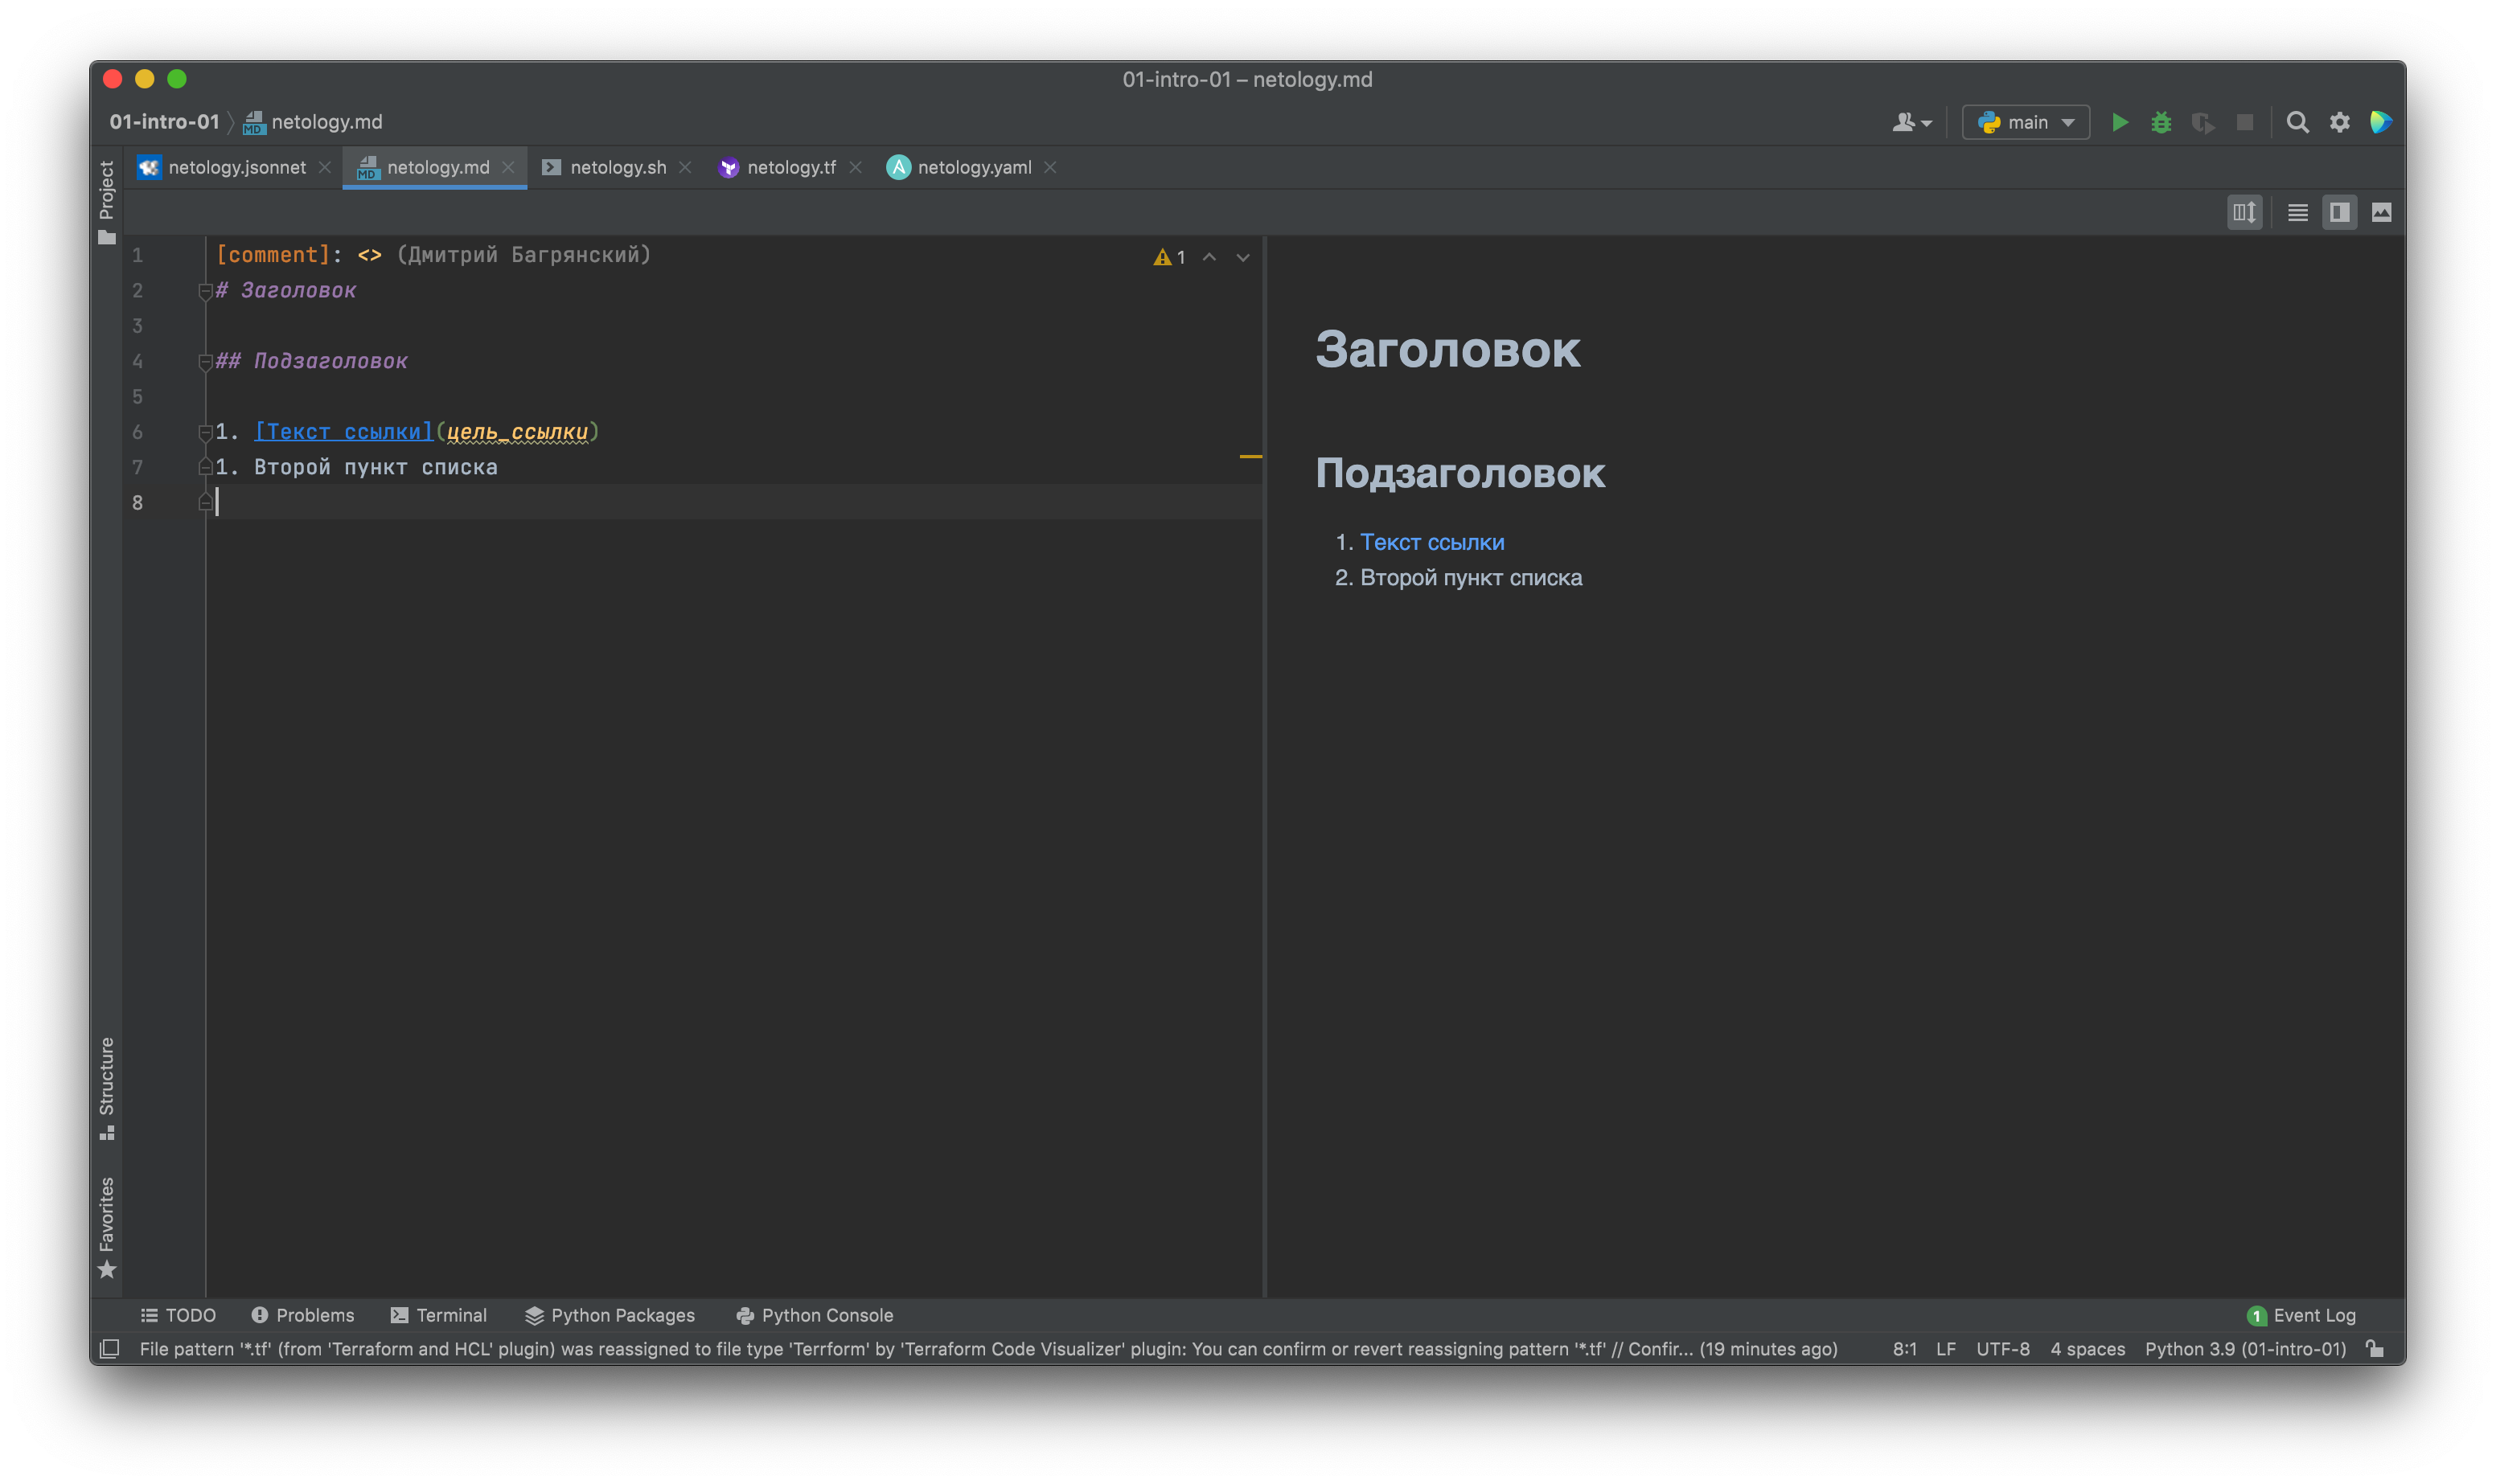 01-intro-01 – netology.md
01-intro-01 netology.md
main
Project
netology.jsonnet netology.md netology.sh netology.tf netology.yaml
1 [comment]: <> (Дмитрий Багрянский)
1
2 # Заголовок
3
4 ## Подзаголовок
5
6 1. [Текст ссылки](цель_ссылки)
7 1. Второй пункт списка
8
Заголовок
Подзаголовок
1. Текст ссылки
2. Второй пункт списка
Structure
Favorites
TODO Problems Terminal Python Packages Python Console 1 Event Log
File pattern '*.tf' (from 'Terraform and HCL' plugin) was reassigned to file type 'Terrform' by 'Terraform Code Visualizer' plugin: You can confirm or revert reassigning pattern '*.tf' // Confir... (19 minutes ago) 8:1 LF UTF-8 4 spaces Python 3.9 (01-intro-01)